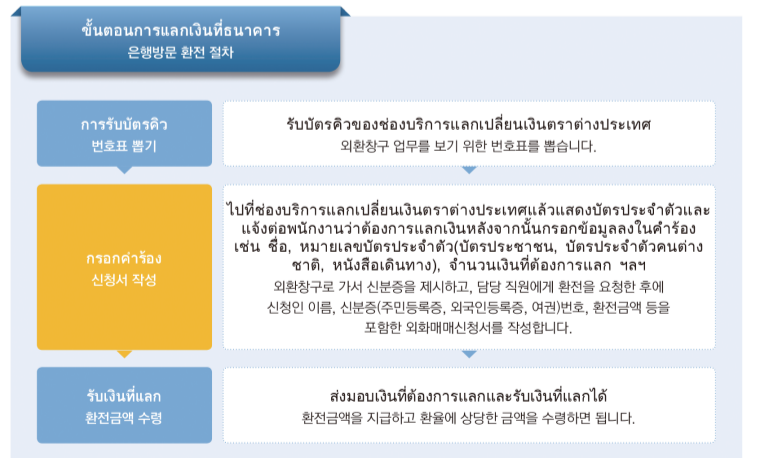 ขั้นตอนการแลกเงินที่ธนาคาร
은행방문 환전 절차
การรับบัตรคิว
번호표 뽑기
รับบัตรคิวของช่องบริการแลกเปลี่ยนเงินตราต่างประเทศ
외환창구 업무를 보기 위한 번호표를 뽑습니다.
กรอกคำร้อง
신청서 작성
ไปที่ช่องบริการแลกเปลี่ยนเงินตราต่างประเทศแล้วแสดงบัตรประจำตัวและ
แจ้งต่อพนักงานว่าต้องการแลกเงินหลังจากนั้นกรอกข้อมูลลงในคำร้อง
เช่น ชื่อ, หมายเลขบัตรประจำตัว(บัตรประชาชน, บัตรประจำตัวคนต่าง
ชาติ, หนังสือเดินทาง), จำนวนเงินที่ต้องการแลก ฯลฯ
외환창구로 가서 신분증을 제시하고, 담당 직원에게 환전을 요청한 후에
신청인 이름, 신분증(주민등록증, 외국인등록증, 여권)번호, 환전금액 등을
포함한 외화매매신청서를 작성합니다.
รับเงินที่แลก
환전금액 수령
ส่งมอบเงินที่ต้องการแลกและรับเงินที่แลกได้
환전금액을 지급하고 환율에 상당한 금액을 수령하면 됩니다.